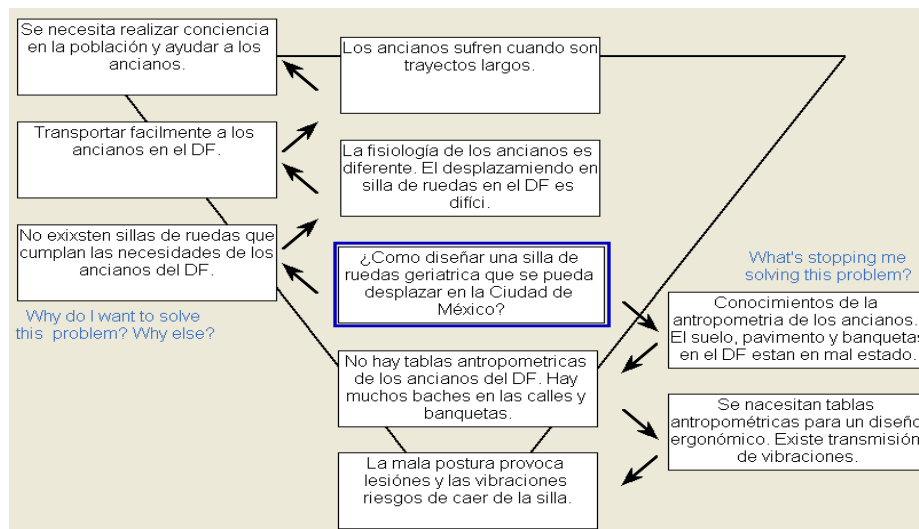 Se necesita realizar conciencia
en la población y ayudar a los
ancianos.
Los ancianos sufren cuando son
trayectos largos.
Transportar facilmente a los
ancianos en el DF.
La fisiología de los ancianos es
diferente. El desplazamiendo en
silla de ruedas en el DF es
difíci.
No exixsten sillas de ruedas que
cumplan las necesidades de los
ancianos del DF.
¿Como diseñar una silla de
ruedas geriatrica que se pueda
desplazar en la Ciudad de
México?
What's stopping me
solving this problem?
Why do I want to solve
this problem? Why else?
Conocimientos de la
antropometria de los ancianos.
El suelo, pavimento y banquetas
en el DF estan en mal estado.
No hay tablas antropometricas
de los ancianos del DF. Hay
muchos baches en las calles y
banquetas.
Se nacesitan tablas
antropométricas para un diseño
ergonómico. Existe transmisión
de vibraciones.
La mala postura provoca
lesiónes y las vibraciones
riesgos de caer de la silla.